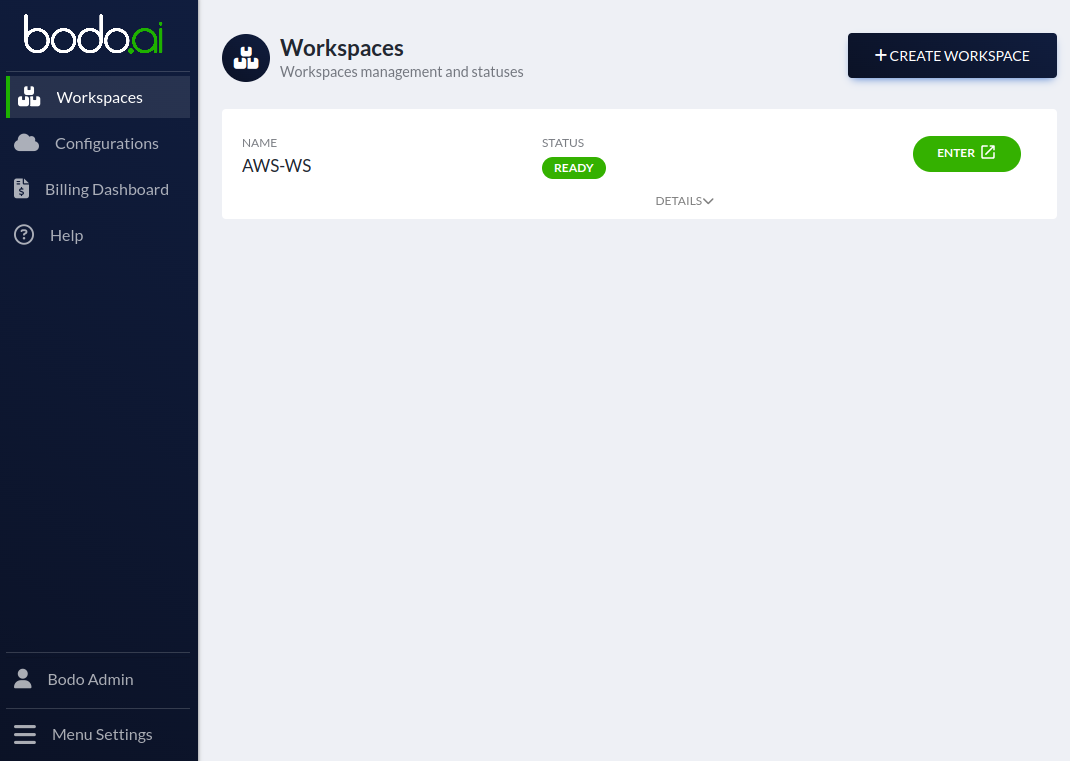 bodo.ai
Workspaces
Configurations
Billing Dashboard
Help
Bodo Admin
Menu Settings
Workspaces
Workspaces management and statuses
CREATE WORKSPACE
NAME
AWS-WS
STATUS
READY
ENTER
DETAILS